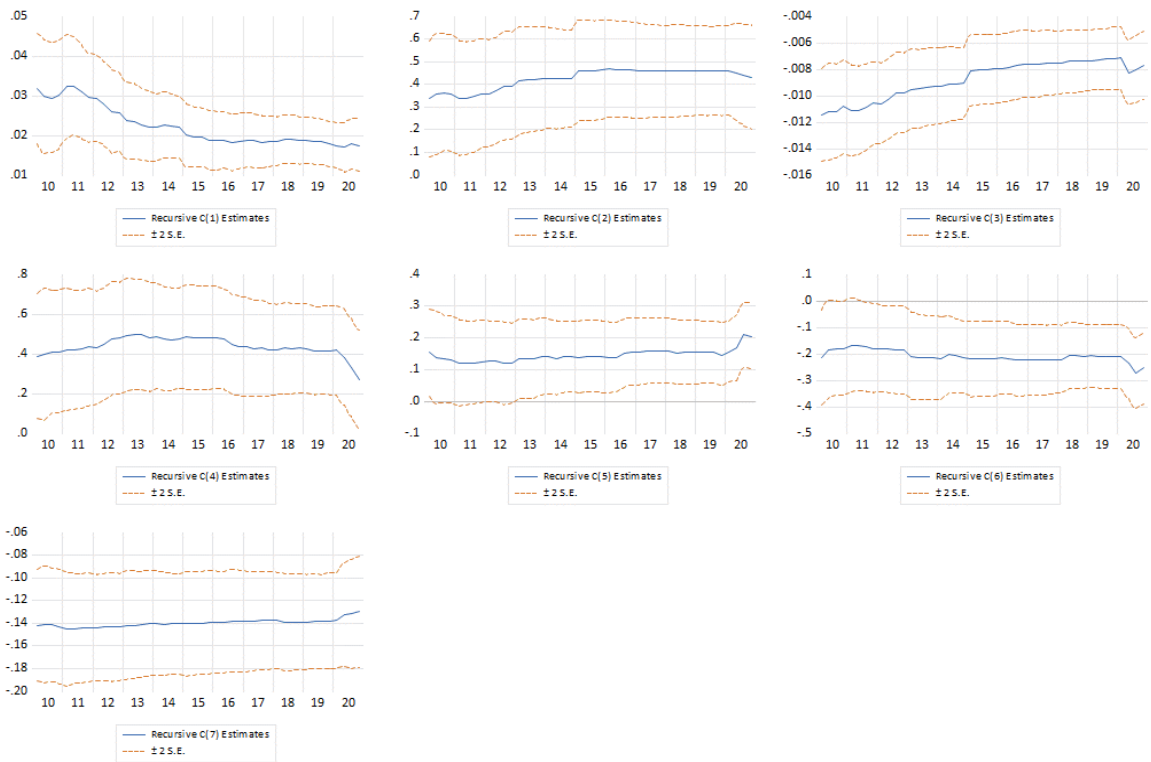 .05
.04
.03
.02
.01
10 11 12 13 14 15 16 17 18 19 20
Recursive C(1) Estimates
± 2 S.E.
.7
.6
.5
.4
.3
.2
.1
.0
10 11 12 13 14 15 16 17 18 19 20
Recursive C(2) Estimates
± 2 S.E.
-.004
-.006
-.008
-.010
-.012
-.014
-.016
10 11 12 13 14 15 16 17 18 19 20
Recursive C(3) Estimates
± 2 S.E.
.8
.6
.4
.2
.0
10 11 12 13 14 15 16 17 18 19 20
Recursive C(4) Estimates
± 2 S.E.
.4
.3
.2
.1
.0
-.1
10 11 12 13 14 15 16 17 18 19 20
Recursive C(5) Estimates
± 2 S.E.
.1
.0
-.1
-.2
-.3
-.4
-.5
10 11 12 13 14 15 16 17 18 19 20
Recursive C(6) Estimates
± 2 S.E.
-.06
-.08
-.10
-.12
-.14
-.16
-.18
-.20
10 11 12 13 14 15 16 17 18 19 20
Recursive C(7) Estimates
± 2 S.E.